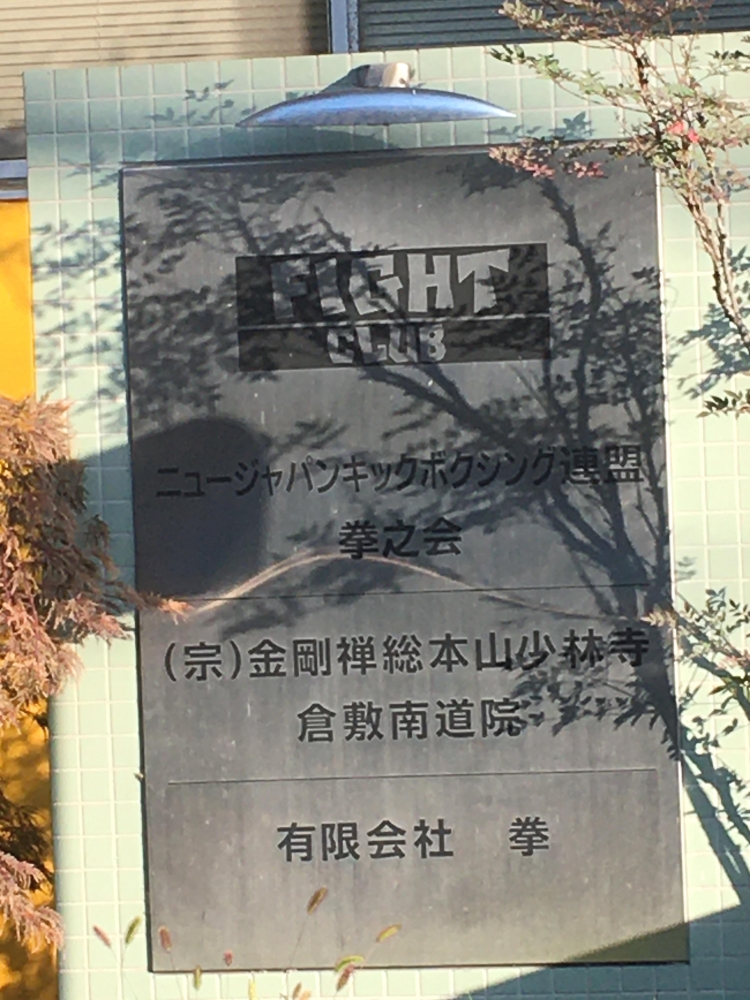 FIGHT
CLUB
ニュージャパンキックボクシング連盟
拳之会
(宗)金剛禅総本山少林寺
倉敷南道院
有限会社　拳